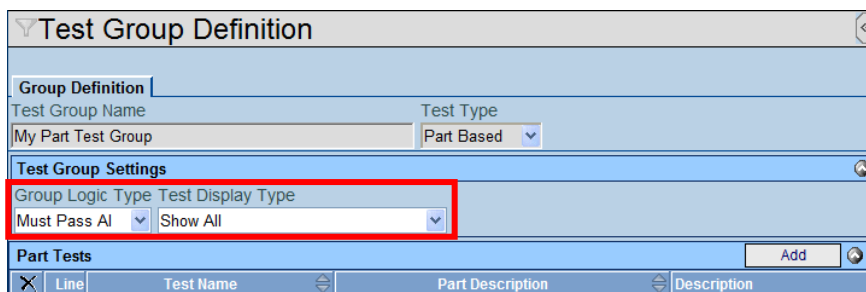 Test Group Definition
Group Definition
Test Group Name Test Type
My Part Test Group Part Based
Test Group Settings
Group Logic Type Test Display Type
Must Pass Al Show All
Part Tests Add
Line Test Name Part Description Description